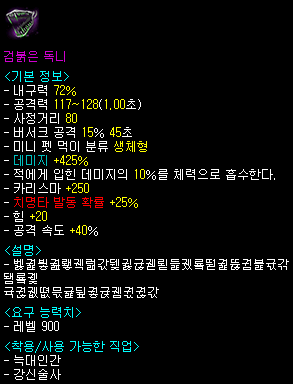 검붉은 독니
<기본 정보>
- 내구력 72%
- 공격력 117~128(1,00초)
- 사정거리 80
- 버서크 공격 15% 45초
- 미니 펫 먹이 분류 생체형
- 데미지 +425%
- 적에게 입힌 데미지의 10%를 체력으로 흡수한다.
- 카리스마 +250
- 치명타 발동 확률 +25%
- 힘 +20
- 공격 속도 +40%
<설명>
<요구 능력치>
- 레벨 900
<착용/사용 가능한 직업>
- 늑대인간
- 강신술사